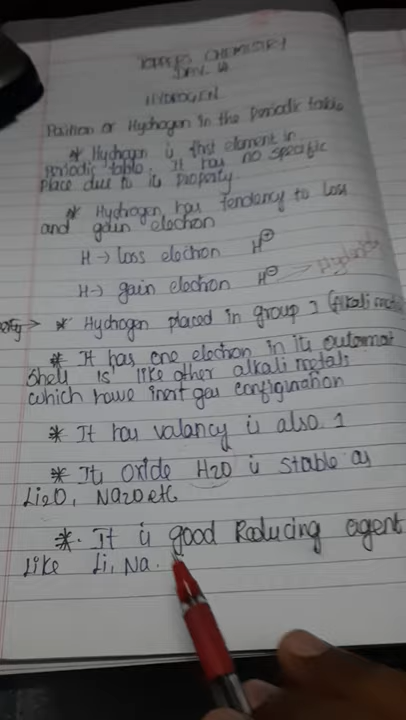 TOPPERS CHEMISTRY
HYDROGEN
Position or Hydrogen in the Periodic table
* Hydrogen is first element in
periodic table. It has no specific
place due to its property.
* Hydrogen has tendency to loss
and gain electron
H → loss electron H⊕
H → gain electron H⊖ → Hydride
→ * Hydrogen placed in group 1 (Alkali
* It has one electron in its outermost
shell is like other alkali metals
which have inert gas configuration
* It has valancy is also 1
* Its oxide H2O is stable as
Li2O, Na2O etc
*. It is good Reducing agent
like Li, Na.